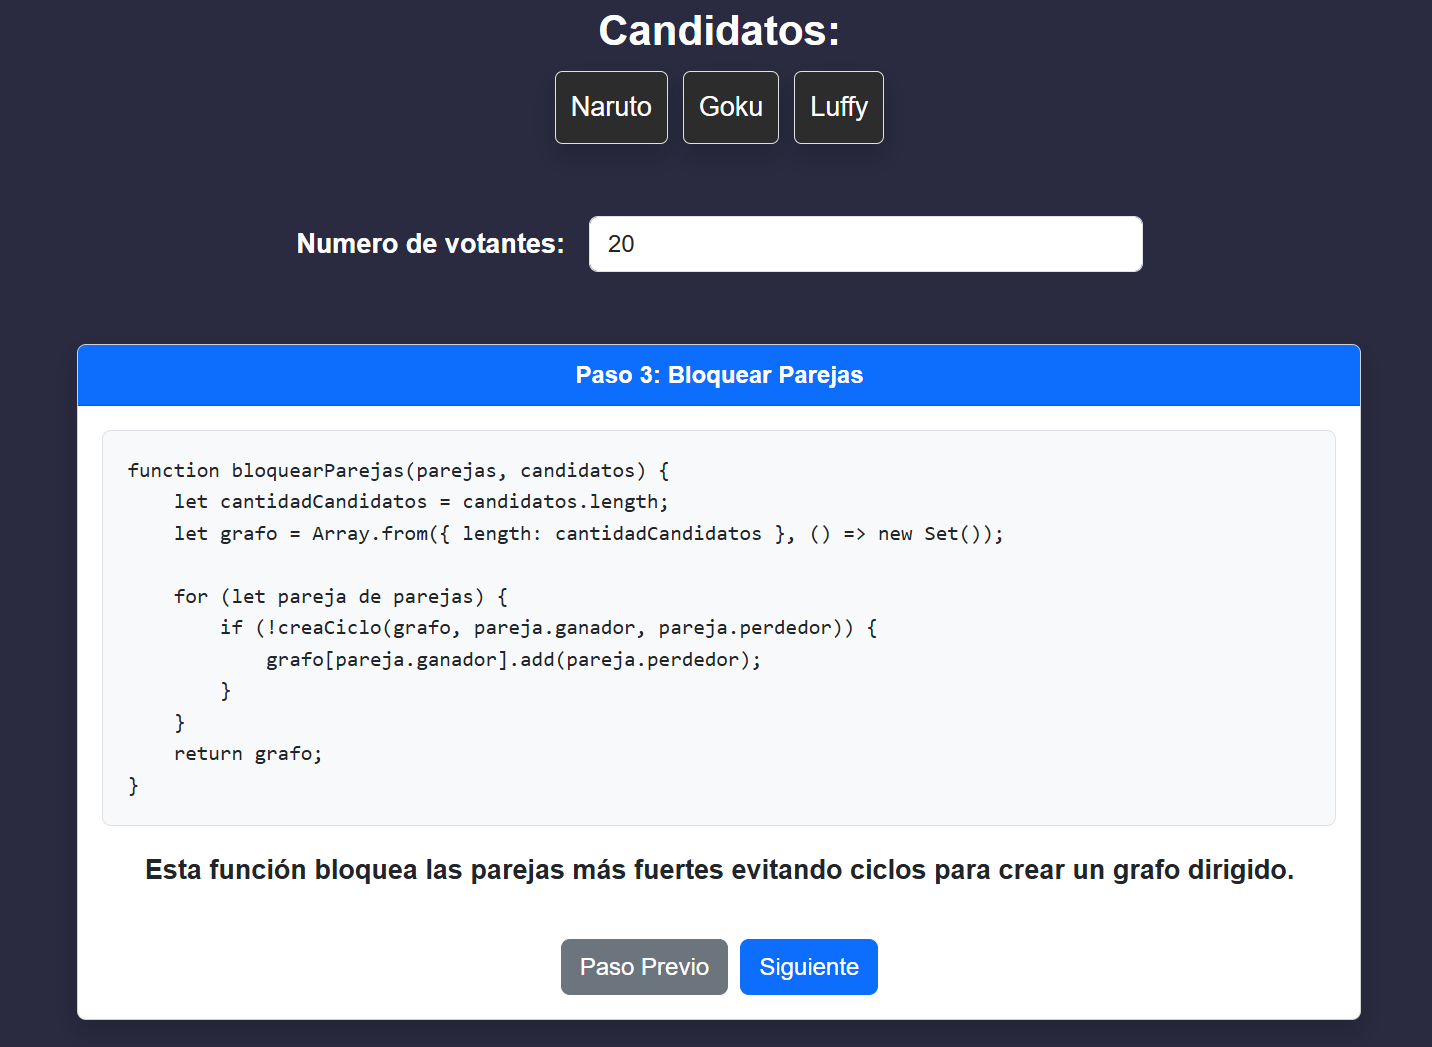 Candidatos:
Naruto Goku Luffy
Numero de votantes: 20
Paso 3: Bloquear Parejas
function bloquearParejas(parejas, candidatos) {
    let cantidadCandidatos = candidatos.length;
    let grafo = Array.from({ length: cantidadCandidatos }, () => new Set());
    for (let pareja de parejas) {
        if (!creaCiclo(grafo, pareja.ganador, pareja.perdedor)) {
            grafo[pareja.ganador].add(pareja.perdedor);
        }
    }
    return grafo;
}
Esta función bloquea las parejas más fuertes evitando ciclos para crear un grafo dirigido.
Paso Previo Siguiente